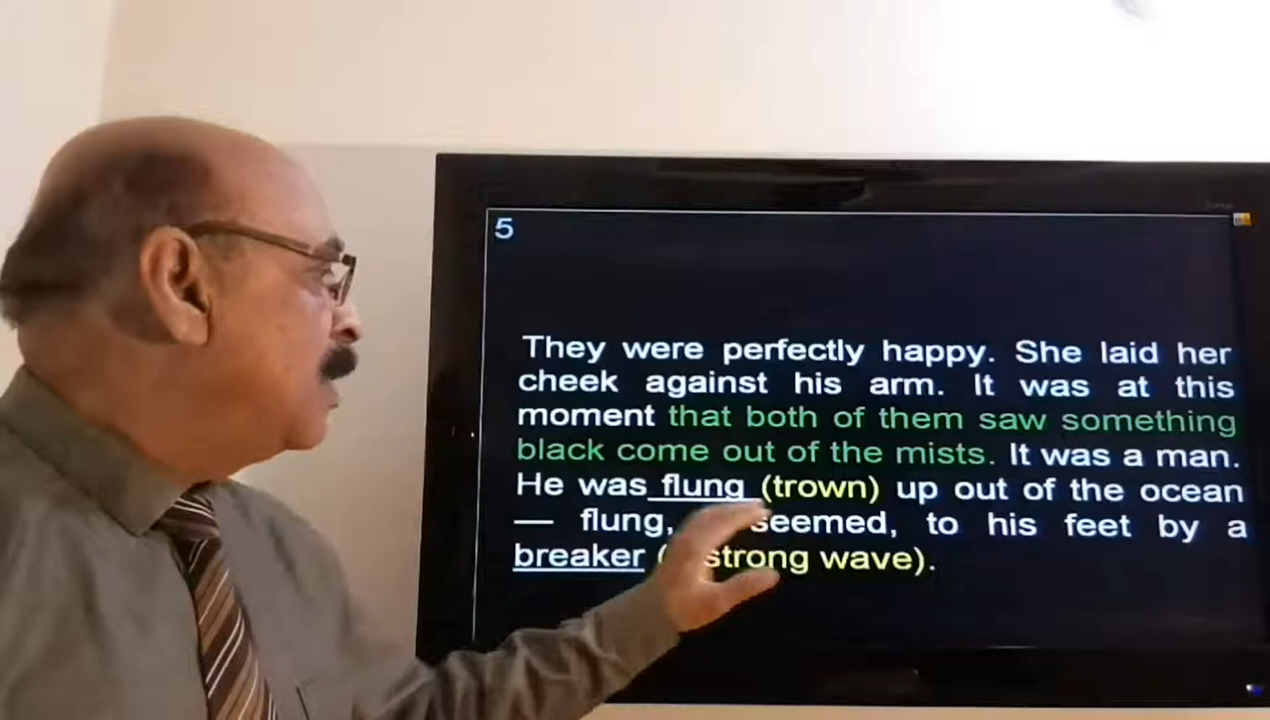 5
They were perfectly happy. She laid her
cheek against his arm. It was at this
moment that both of them saw something
black come out of the mists. It was a man.
He was flung (trown) up out of the ocean
— flung, seemed, to his feet by a
breaker ( strong wave).